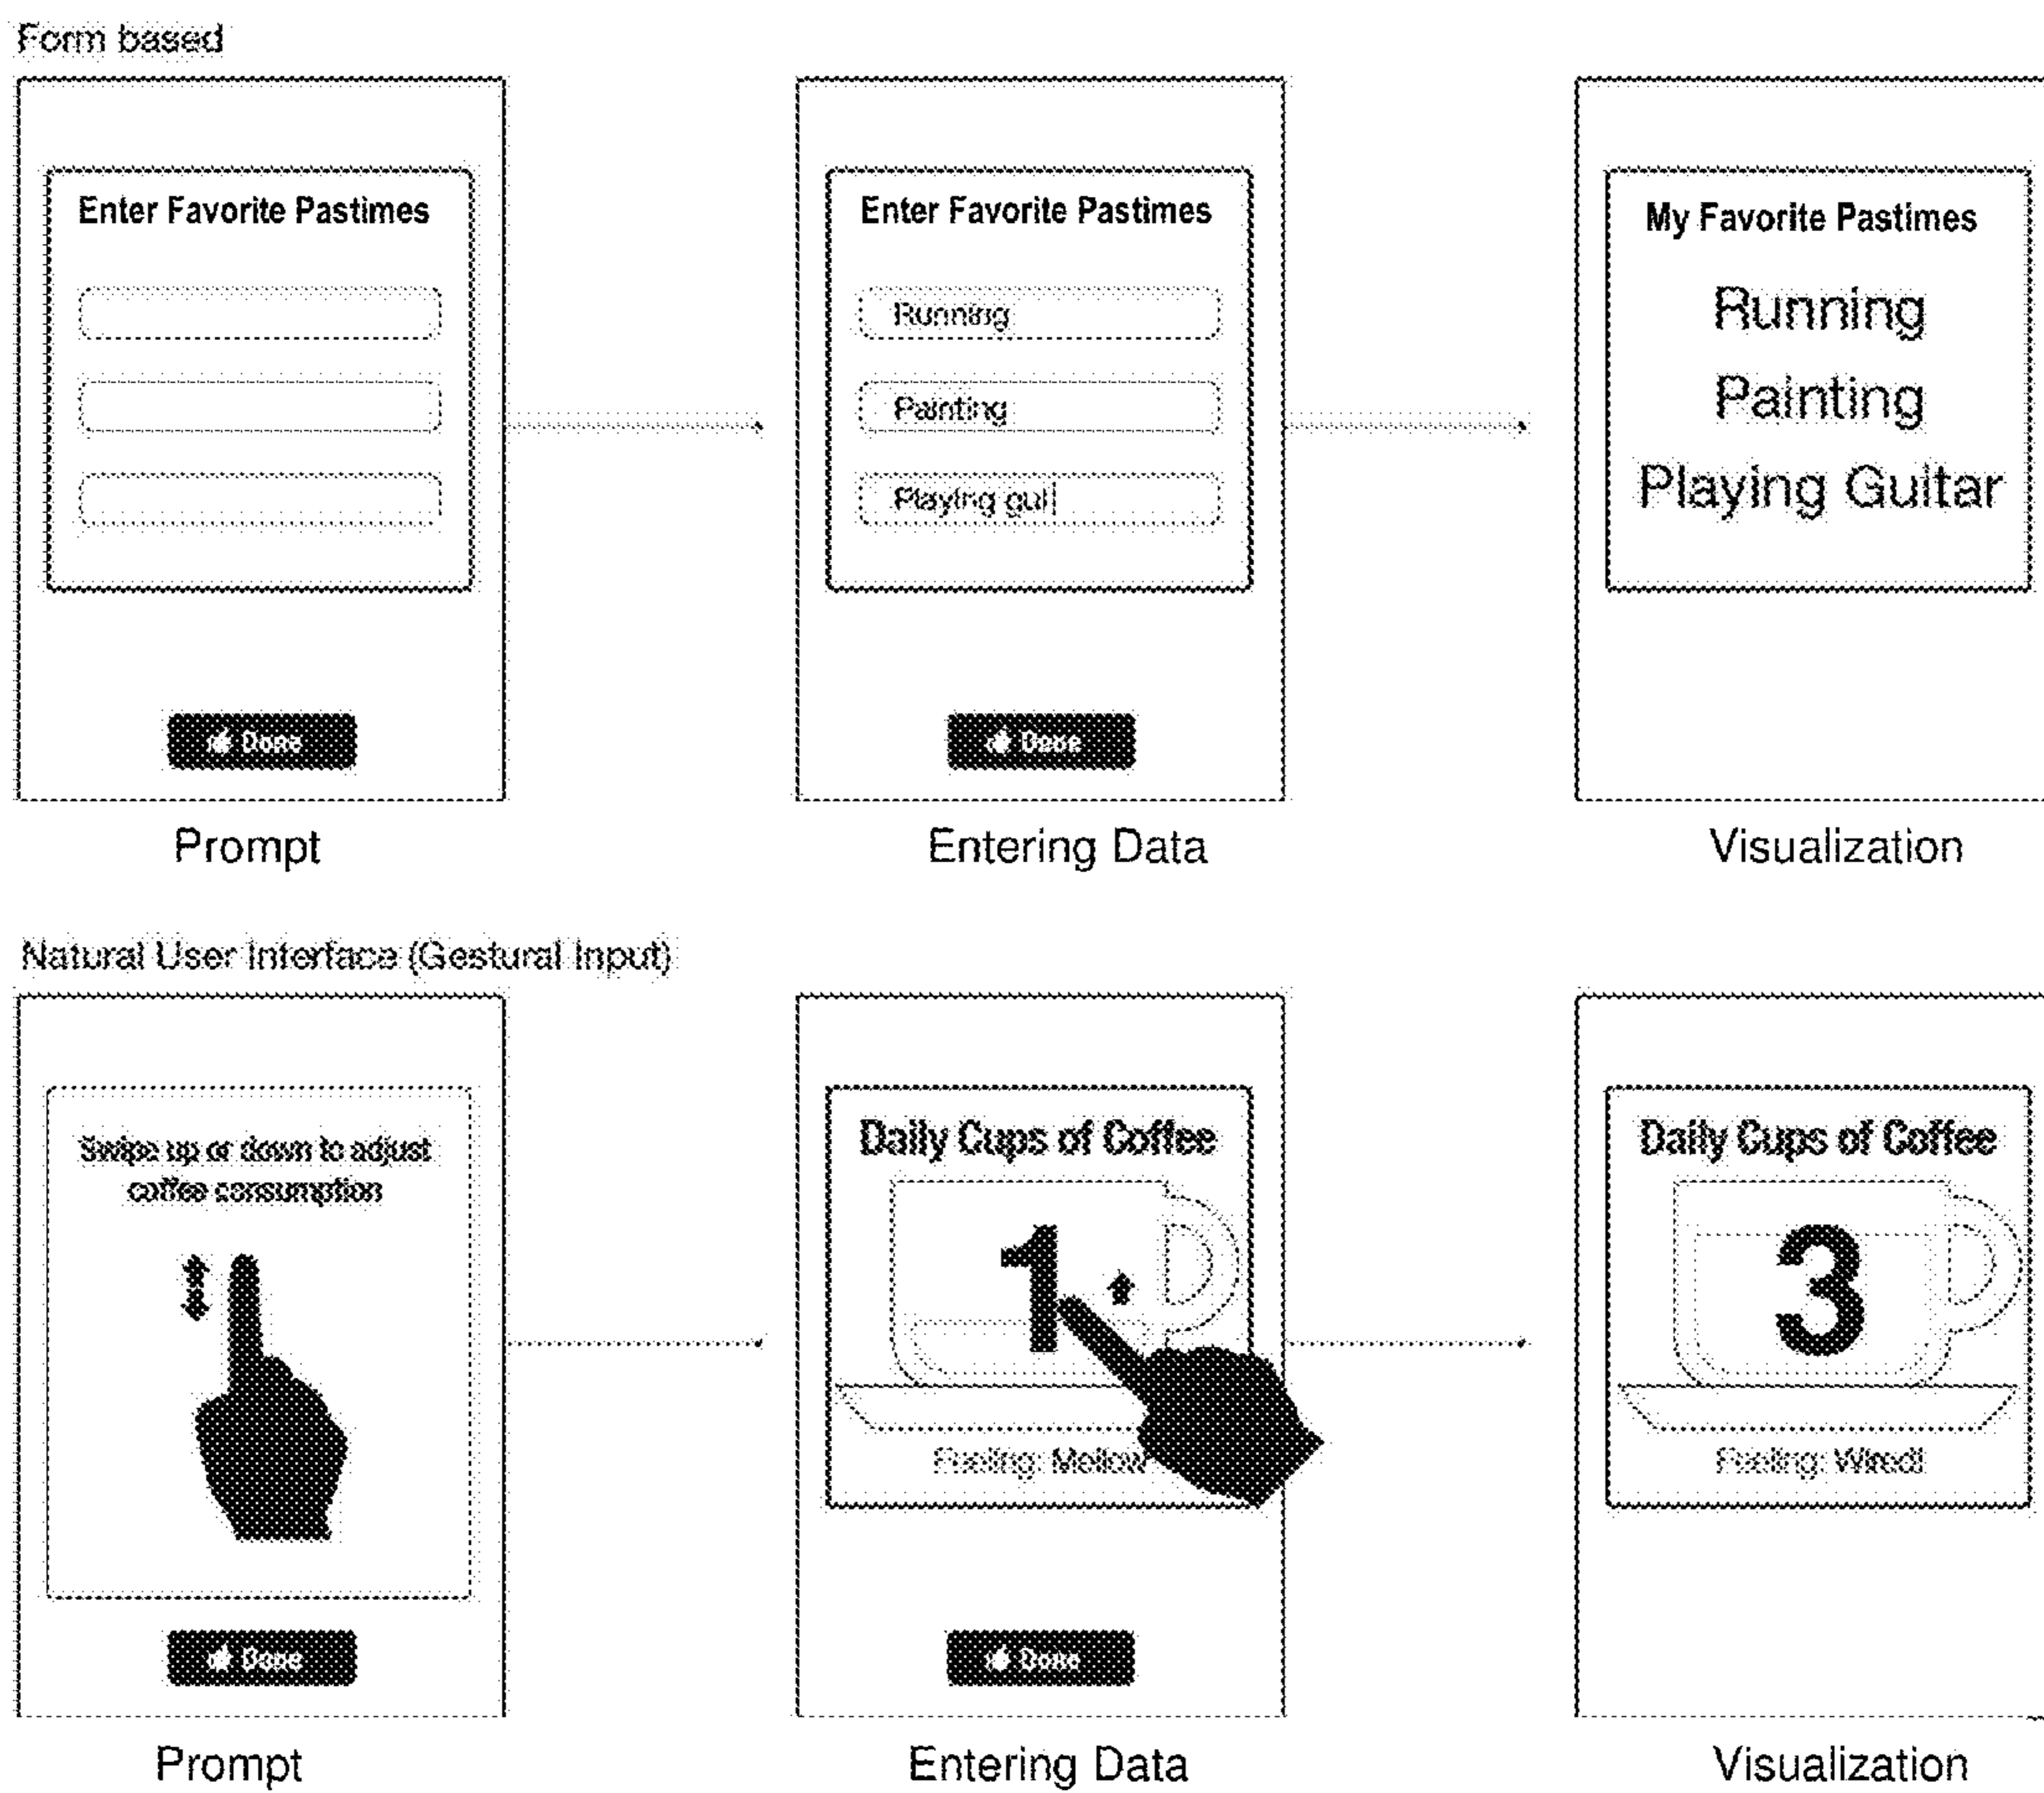 Form based
Enter Favorite Pastimes
Done
Prompt
Enter Favorite Pastimes
Running
Painting
Playing gui
Done
Entering Data
My Favorite Pastimes
Running
Painting
Playing Guitar
Visualization
Natural User Interface (Gestural Input)
Swipe up or down to adjust
coffee consumption
Done
Prompt
Daily Cups of Coffee
1
Feeling: Mellow
Done
Entering Data
Daily Cups of Coffee
3
Feeling: Wired!
Visualization